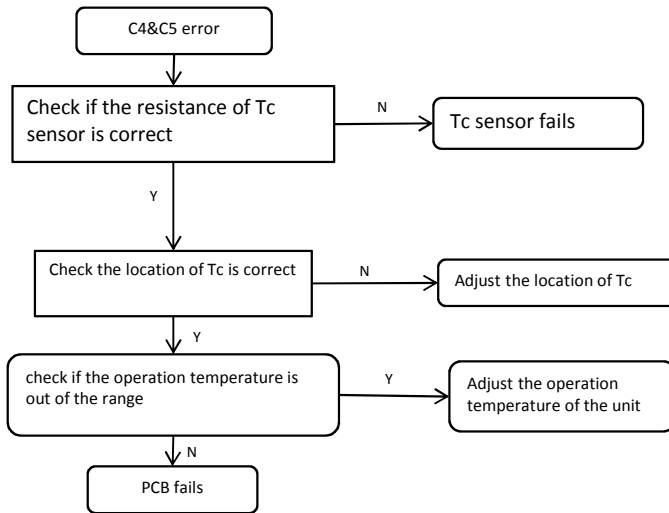 C4&C5 error
Check if the resistance of Tc
sensor is correct
N
Tc sensor fails
Y
Check the location of Tc is correct
N
Adjust the location of Tc
Y
check if the operation temperature is
out of the range
Y
Adjust the operation
temperature of the unit
N
PCB fails